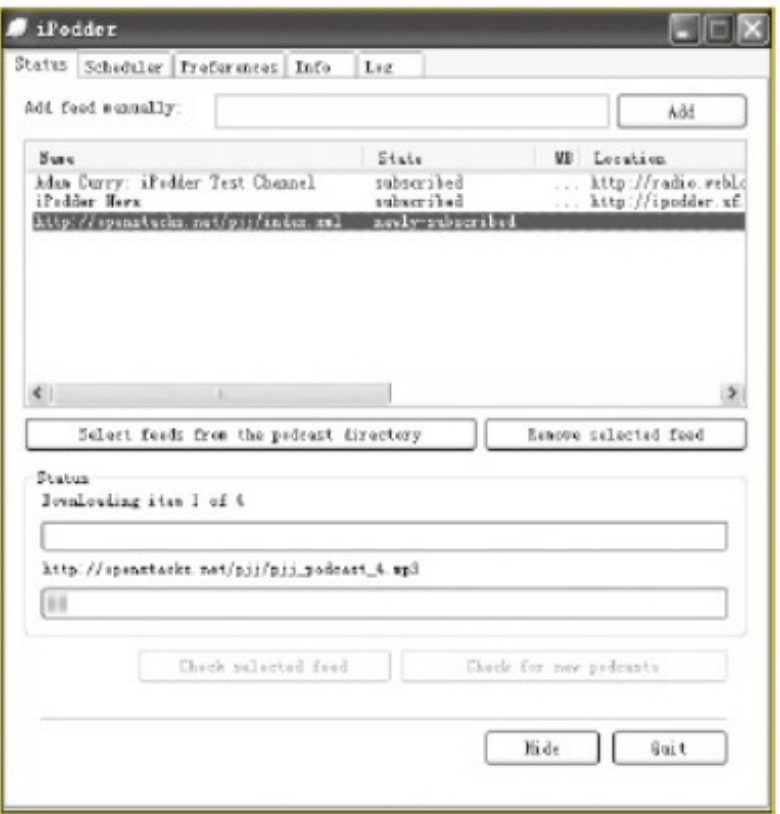 iPodder
Status Scheduler Preferences Info Log
Add feed manually: Add
Name State MB Location
Adam Curry: iPodder Test Channel subscribed ... http://radio.weblo
iPodder News subscribed ... http://ipodder.sf.
http://openstacks.net/pjj/index.xml newly-subscribed
Select feeds from the podcast directory Remove selected feed
Status
Downloading item 1 of 4
http://openstacks.net/pjj/pjj_podcast_4.mp3
Check selected feed Check for new podcasts
Hide Quit